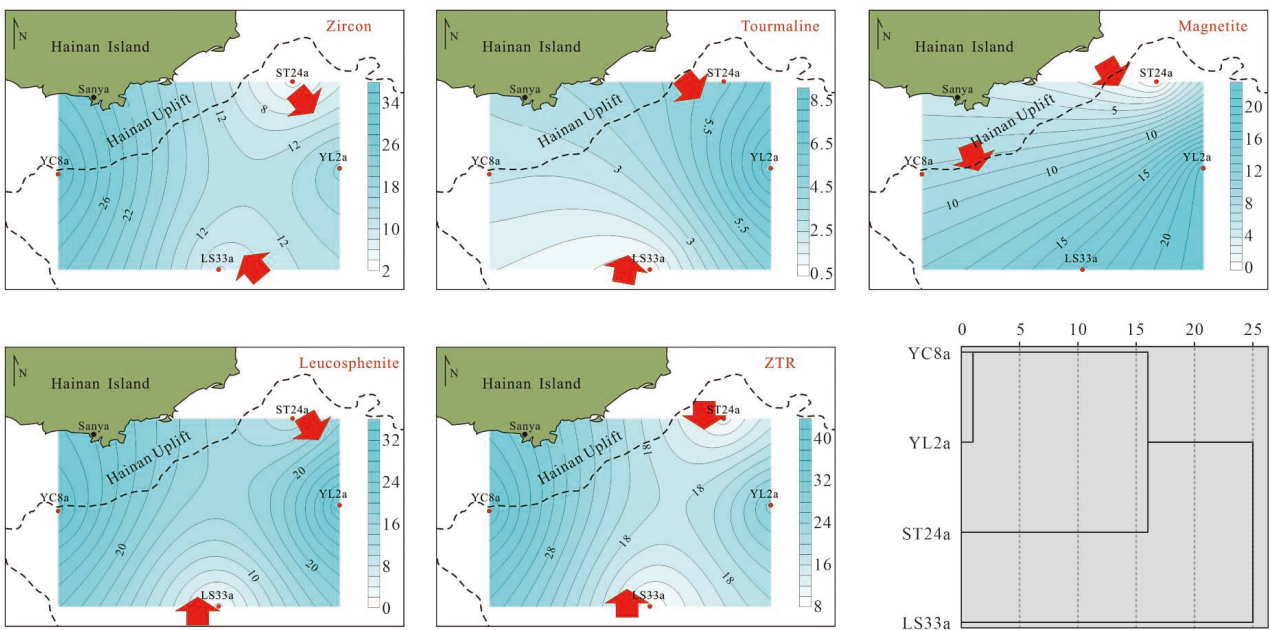 Zircon
N
Hainan Island
Sanya
Hainan Uplift
ST24a
YC8a
YL2a
LS33a
8
12
12
26
22
12
12
34
26
18
10
2
Tourmaline
N
Hainan Island
Sanya
Hainan Uplift
ST24a
YC8a
YL2a
LS33a
5.5
3
3
5.5
8.5
6.5
4.5
2.5
0.5
Magnetite
N
Hainan Island
Sanya
Hainan Uplift
ST24a
YC8a
YL2a
LS33a
5
10
10
15
10
15
20
20
16
12
8
4
0
Leucosphenite
N
Hainan Island
Sanya
Hainan Uplift
ST24a
YC8a
YL2a
LS33a
20
20
10
20
32
24
16
8
0
ZTR
N
Hainan Island
Sanya
Hainan Uplift
ST24a
YC8a
YL2a
LS33a
18
18
28
18
18
40
32
24
16
8
0 5 10 15 20 25
YC8a
YL2a
ST24a
LS33a